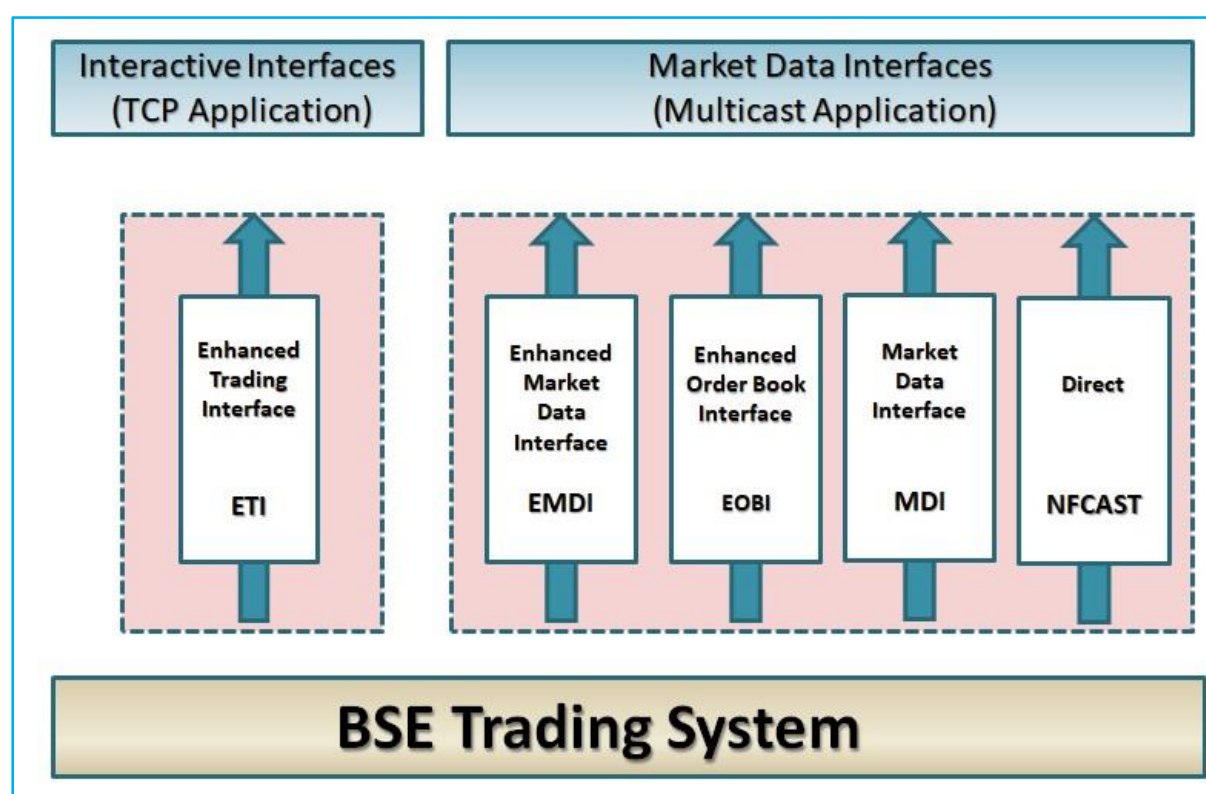 Interactive Interfaces
(TCP Application)
Market Data Interfaces
(Multicast Application)
Enhanced
Trading
Interface
ETI
Enhanced
Market
Data
Interface
EMDI
Enhanced
Order Book
Interface
EOBI
Market
Data
Interface
MDI
Direct
NFCAST
BSE Trading System